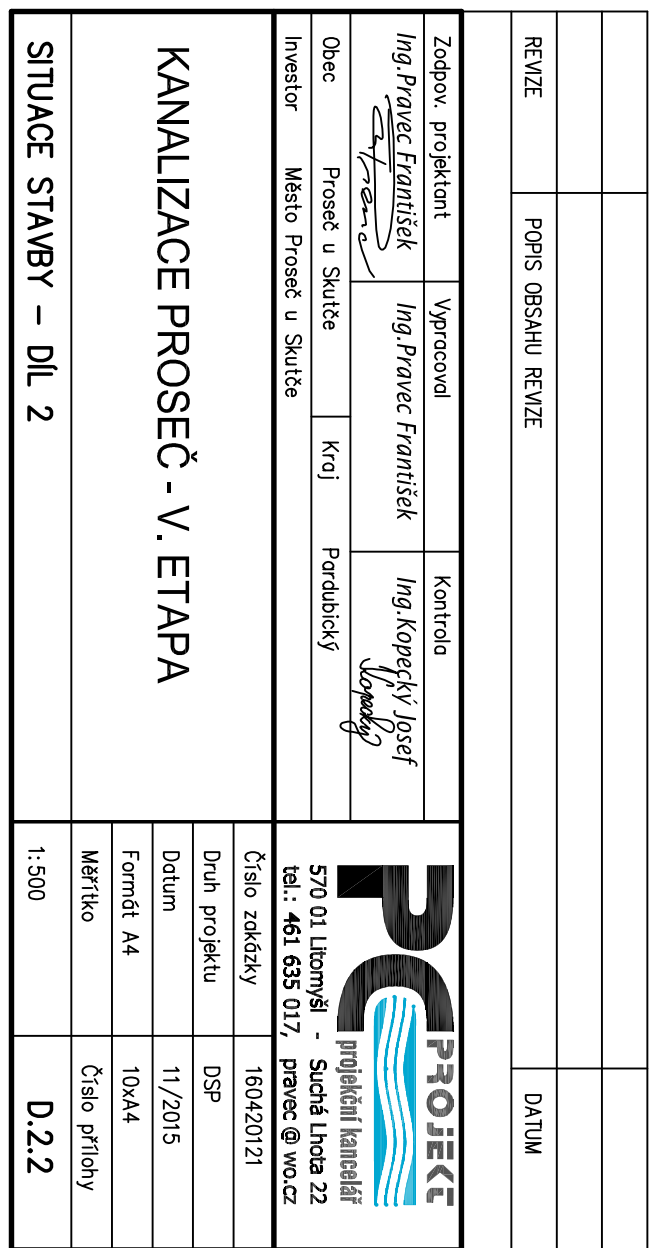 REVIZE POPIS OBSAHU REVIZE DATUM
Zodpov. projektant Vypracoval Kontrola
Ing.Pravec František Ing.Pravec František Ing.Kopecký Josef
Kopecký
Obec Proseč u Skutče Kraj Pardubický
Investor Město Proseč u Skutče
PC PROJEKT
projekční kancelář
570 01 Litomyšl - Suchá Lhota 22
tel.: 461 635 017, pravec @ wo.cz
KANALIZACE PROSEČ - V. ETAPA
SITUACE STAVBY – DÍL 2
Číslo zakázky 160420121
Druh projektu DSP
Datum 11/2015
Formát A4 10xA4
Měřítko Číslo přílohy
1:500 D.2.2